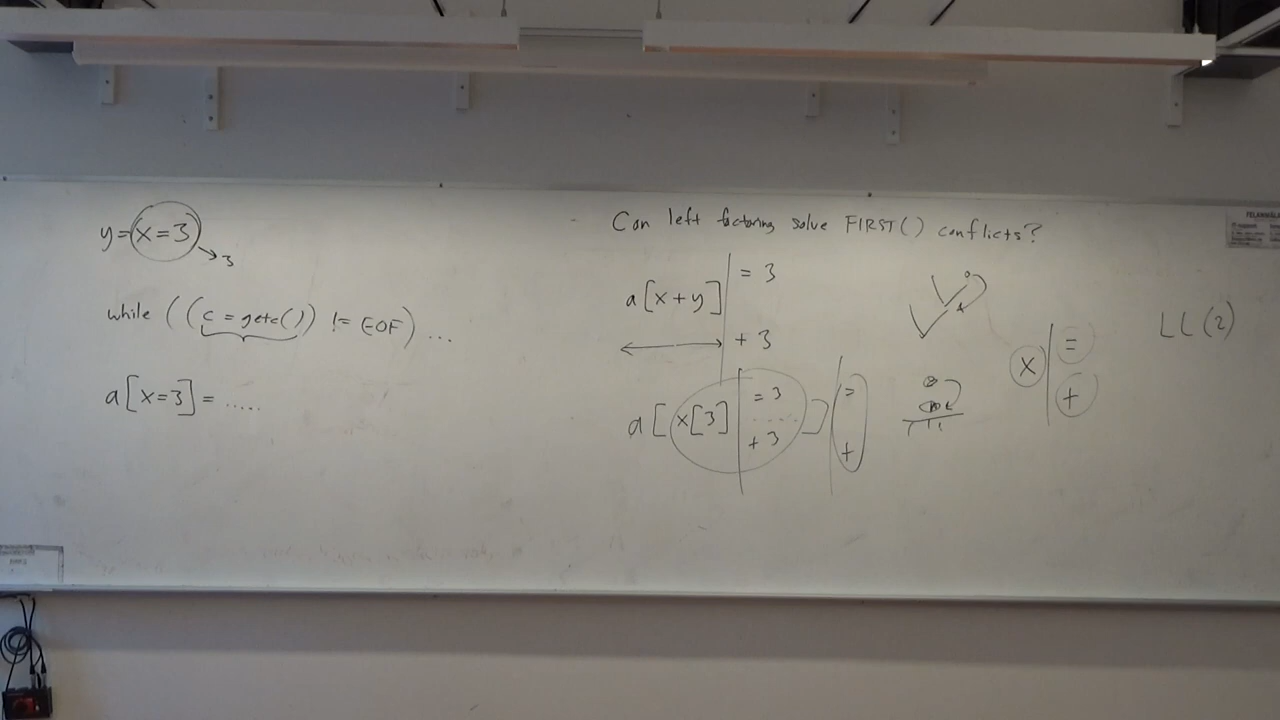 y=(x=3)
3
while ((c = getc()) != EOF) ...
a[x=3] = .....
Can left factoring solve FIRST() conflicts?
a[x+y] = 3
+ 3
a[x[3] = 3
+ 3 ] =
+
x =
+
LL(2)